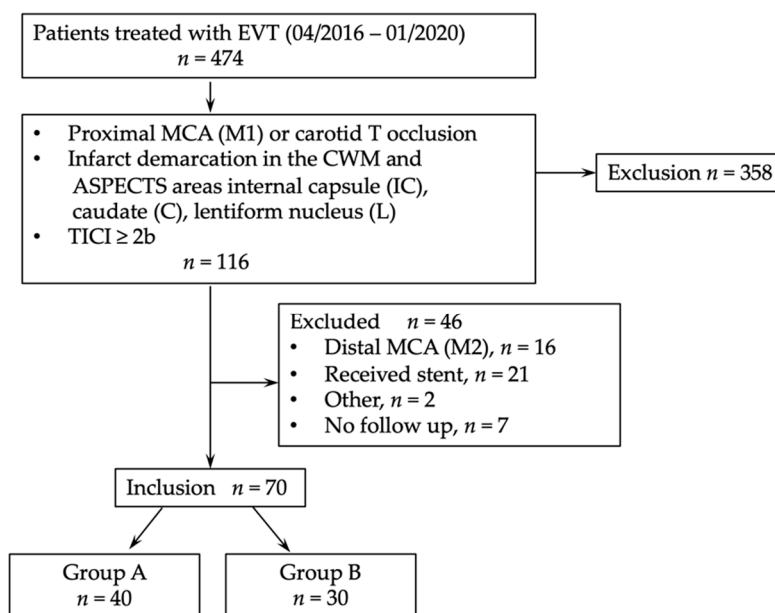 Patients treated with EVT (04/2016 – 01/2020)
n = 474
• Proximal MCA (M1) or carotid T occlusion
• Infarct demarcation in the CWM and
ASPECTS areas internal capsule (IC),
caudate (C), lentiform nucleus (L)
• TICI ≥ 2b
n = 116
Exclusion n = 358
Excluded n = 46
• Distal MCA (M2), n = 16
• Received stent, n = 21
• Other, n = 2
• No follow up, n = 7
Inclusion n = 70
Group A
n = 40
Group B
n = 30